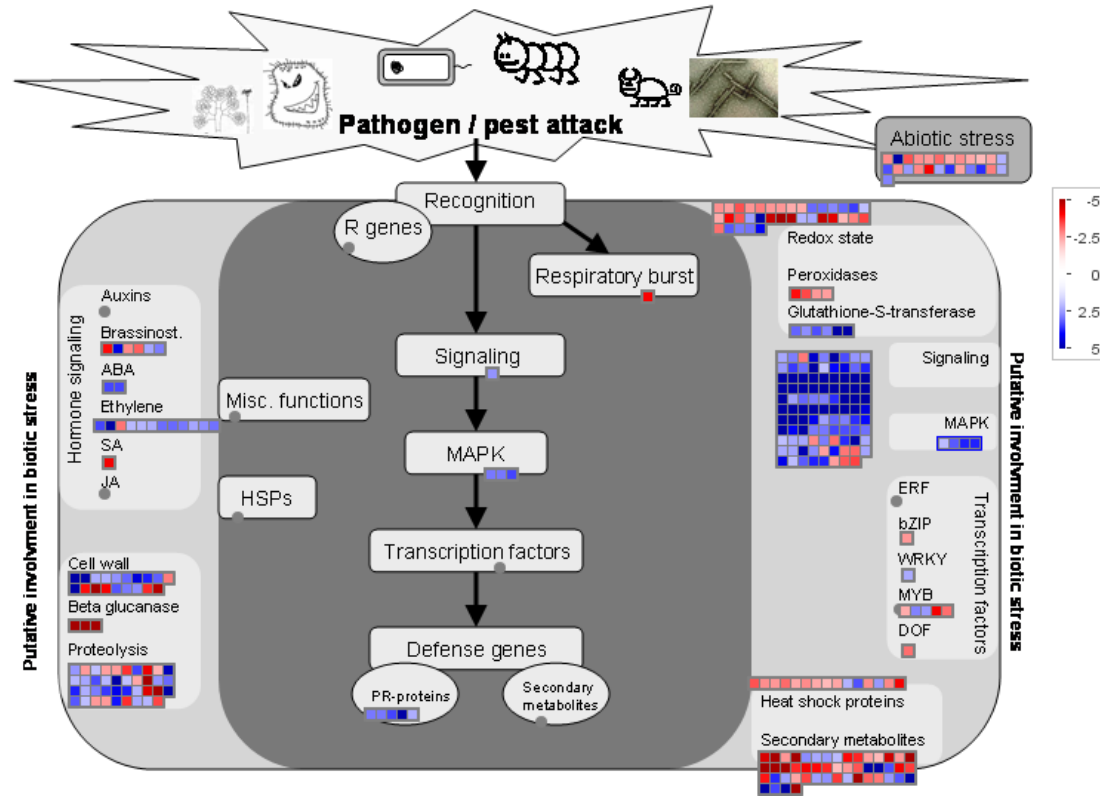 Pathogen / pest attack
Abiotic stress
Recognition
R genes
Respiratory burst
Redox state
Peroxidases
Glutathione-S-transferase
-5
-2.5
0
2.5
5
Auxins
Brassinost.
ABA
Ethylene
SA
JA
Hormone signaling
Signaling
Misc. functions
MAPK
HSPs
Transcription factors
Defense genes
PR-proteins
Secondary
metabolites
Signaling
MAPK
ERF
bZIP
WRKY
MYB
DOF
Transcription factors
Putative involvment in biotic stress
Putative involvment in biotic stress
Cell wall
Beta glucanase
Proteolysis
Heat shock proteins
Secondary metabolites